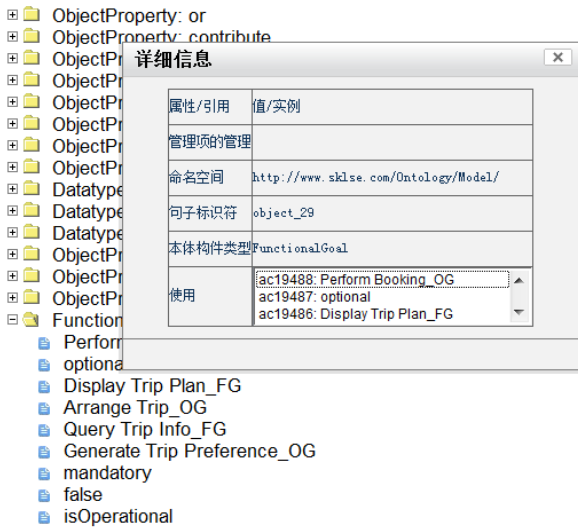 ObjectProperty: or
ObjectProperty: contribute
ObjectPr
ObjectPr
ObjectPr
ObjectPr
ObjectPr
ObjectPr
Datatype
Datatype
Datatype
ObjectPr
ObjectPr
ObjectPr
Function
Perform
optiona
Display Trip Plan_FG
Arrange Trip_OG
Query Trip Info_FG
Generate Trip Preference_OG
mandatory
false
isOperational
详细信息
属性/引用 值/实例
管理项的管理
命名空间 http://www.sklse.com/Ontology/Model/
句子标识符 object_29
本体构件类型 FunctionalGoal
使用
ac19488: Perform Booking_OG
ac19487: optional
ac19486: Display Trip Plan_FG